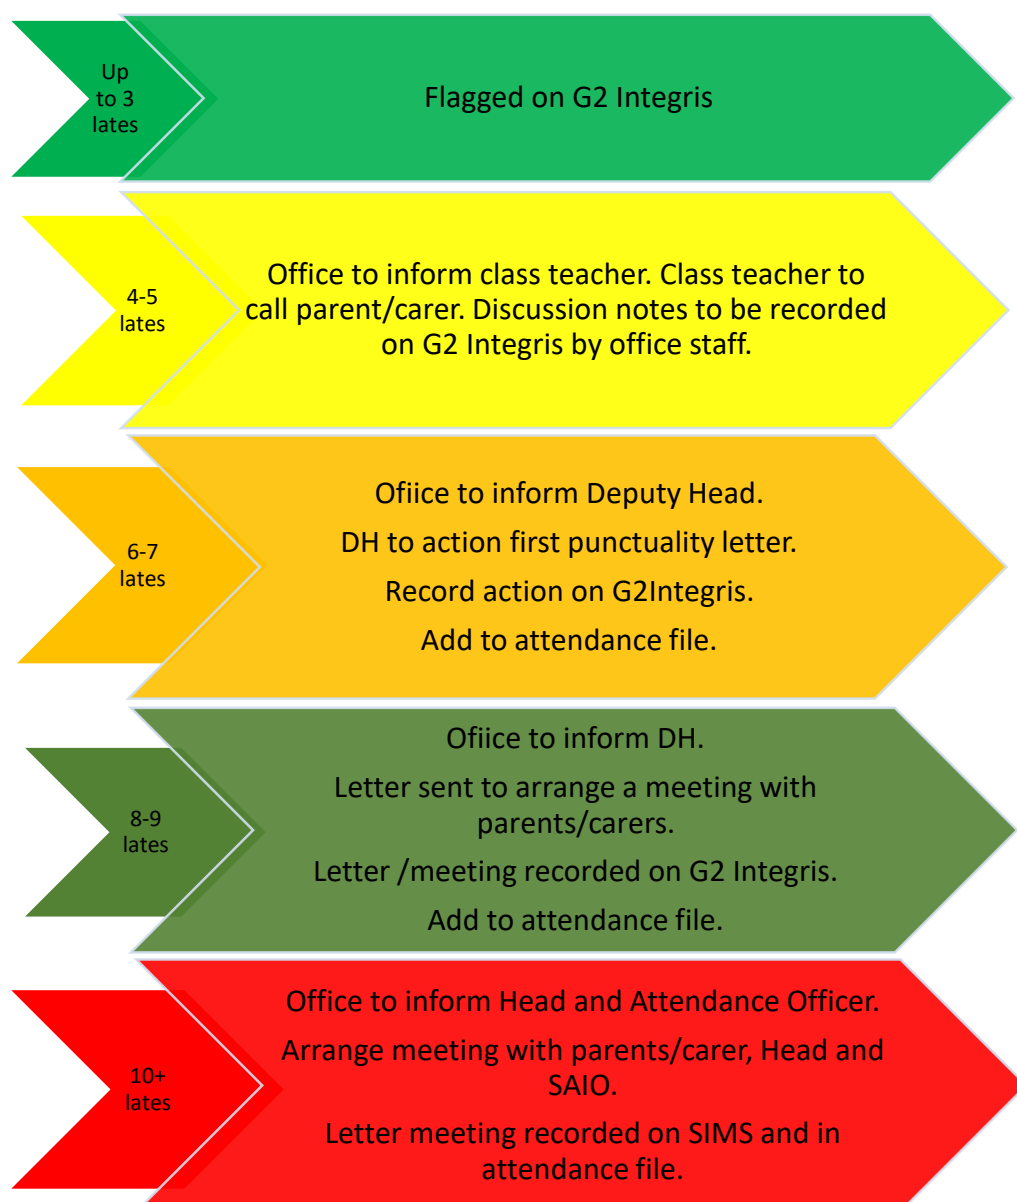 Up
to 3
lates
Flagged on G2 Integris
4-5
lates
Office to inform class teacher. Class teacher to
call parent/carer. Discussion notes to be recorded
on G2 Integris by office staff.
6-7
lates
Ofiice to inform Deputy Head.
DH to action first punctuality letter.
Record action on G2Integris.
Add to attendance file.
8-9
lates
Ofiice to inform DH.
Letter sent to arrange a meeting with
parents/carers.
Letter /meeting recorded on G2 Integris.
Add to attendance file.
10+
lates
Office to inform Head and Attendance Officer.
Arrange meeting with parents/carer, Head and
SAIO.
Letter meeting recorded on SIMS and in
attendance file.